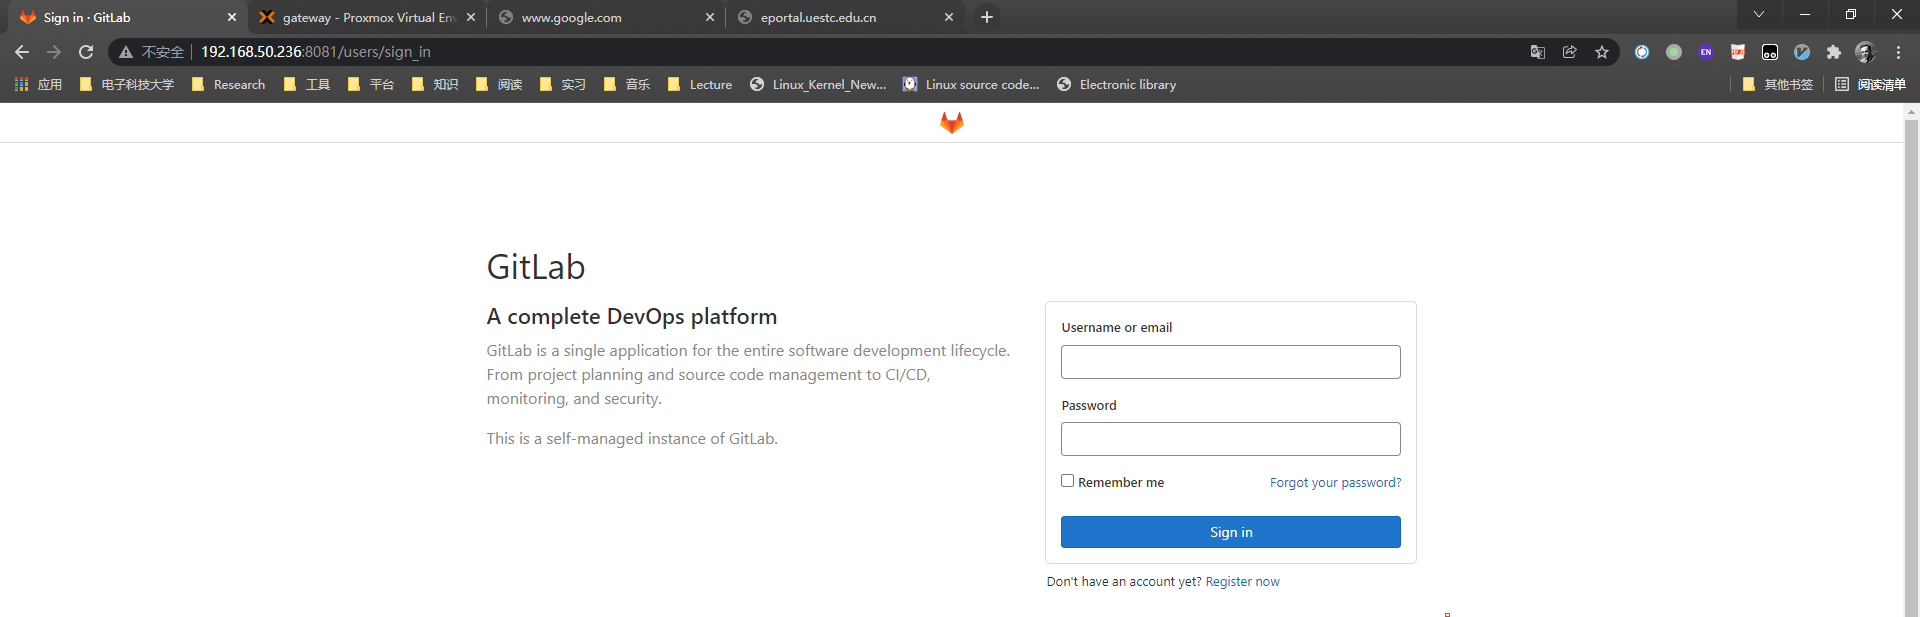 Sign in · GitLab
gateway - Proxmox Virtual Env
www.google.com
eportal.uestc.edu.cn
不安全
192.168.50.236:8081/users/sign_in
EN
应用
电子科技大学
Research
工具
平台
知识
阅读
实习
音乐
Lecture
Linux_Kernel_New...
Linux source code...
Electronic library
其他书签
阅读清单
GitLab
A complete DevOps platform
GitLab is a single application for the entire software development lifecycle.
From project planning and source code management to CI/CD,
monitoring, and security.
This is a self-managed instance of GitLab.
Username or email
Password
Remember me
Forgot your password?
Sign in
Don't have an account yet? Register now